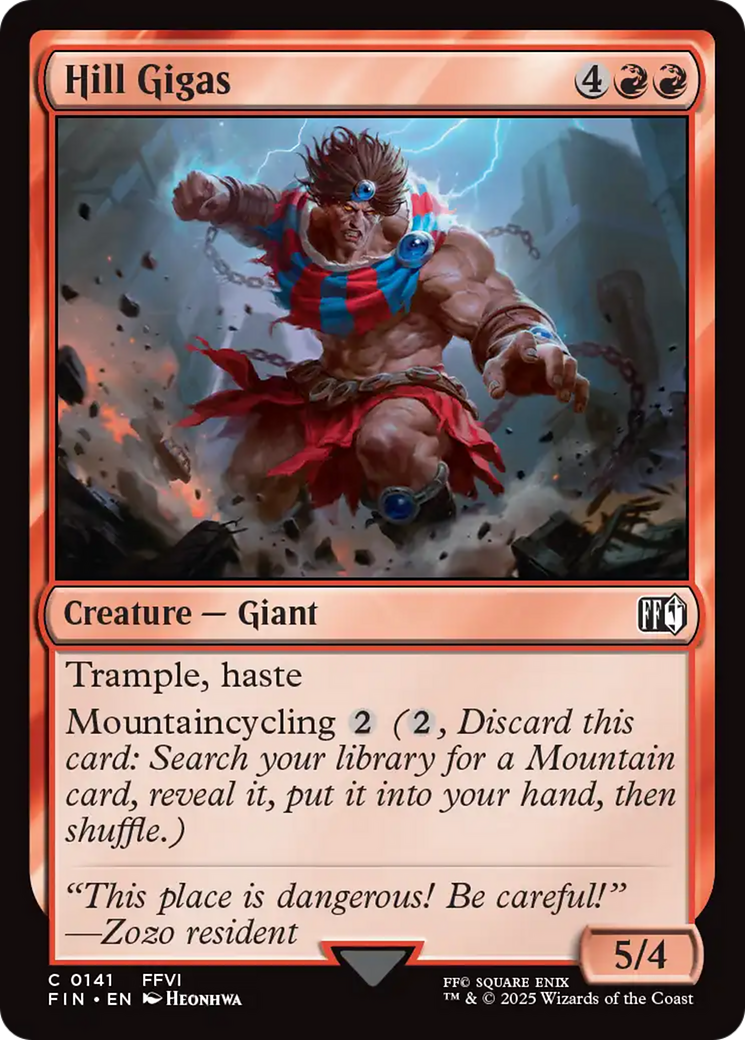 Hill Gigas 4
Creature — Giant
FF
Trample, haste
Mountaincycling 2 (2, Discard this
card: Search your library for a Mountain
card, reveal it, put it into your hand, then
shuffle.)
“This place is dangerous! Be careful!”
—Zozo resident
5/4
C 0141 FFVI
FIN • EN Heonhwa
FF© SQUARE ENIX
™ & © 2025 Wizards of the Coast